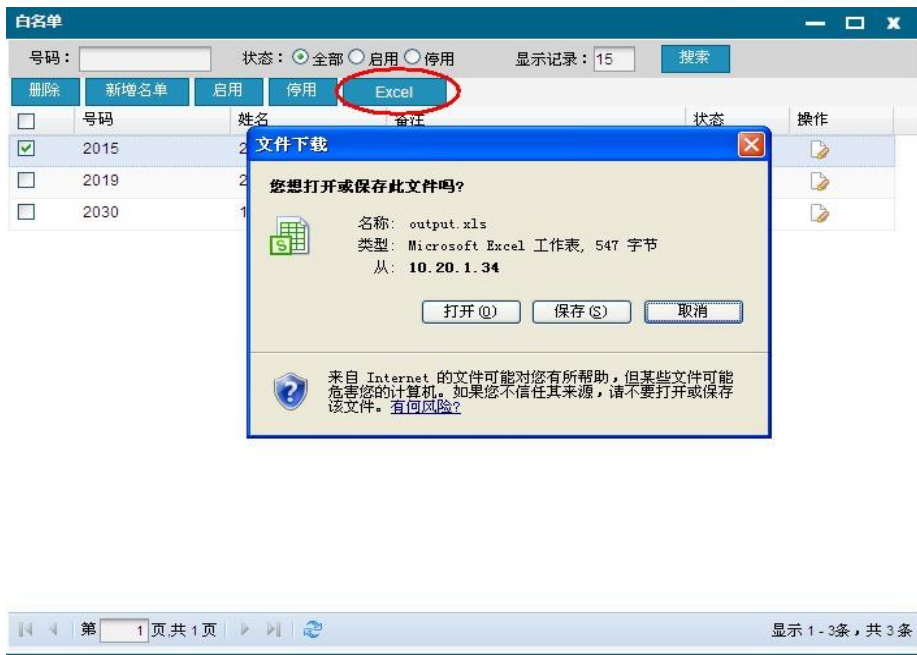 白名单
号码： 状态： 全部 启用 停用 显示记录：15 搜索
删除 新增名单 启用 停用 Excel
号码 姓名 备注 状态 操作
2015 2
2019 2
2030 1
文件下载
您想打开或保存此文件吗?
名称: output.xls
类型: Microsoft Excel 工作表, 547 字节
从: 10.20.1.34
打开(O) 保存(S) 取消
来自 Internet 的文件可能对您有所帮助，但某些文件可能
危害您的计算机。如果您不信任其来源，请不要打开或保存
该文件。有何风险?
第 1 页,共 1 页 显示 1 - 3条，共 3 条